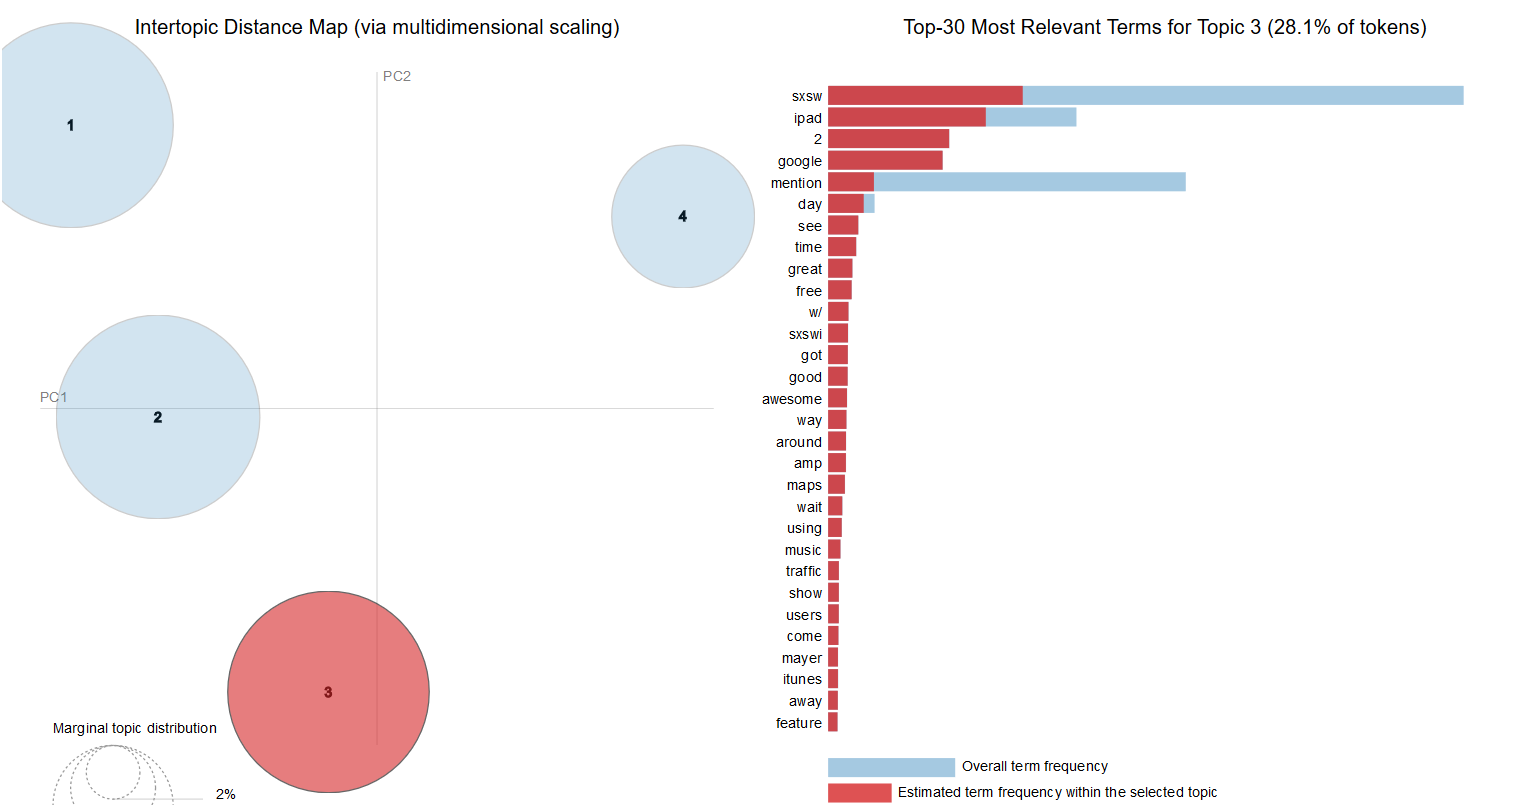 Intertopic Distance Map (via multidimensional scaling)
PC2
1
4
PC1
2
3
Marginal topic distribution
2%
Top-30 Most Relevant Terms for Topic 3 (28.1% of tokens)
sxsw
ipad
2
google
mention
day
see
time
great
free
w/
sxswi
got
good
awesome
way
around
amp
maps
wait
using
music
traffic
show
users
come
mayer
itunes
away
feature
Overall term frequency
Estimated term frequency within the selected topic